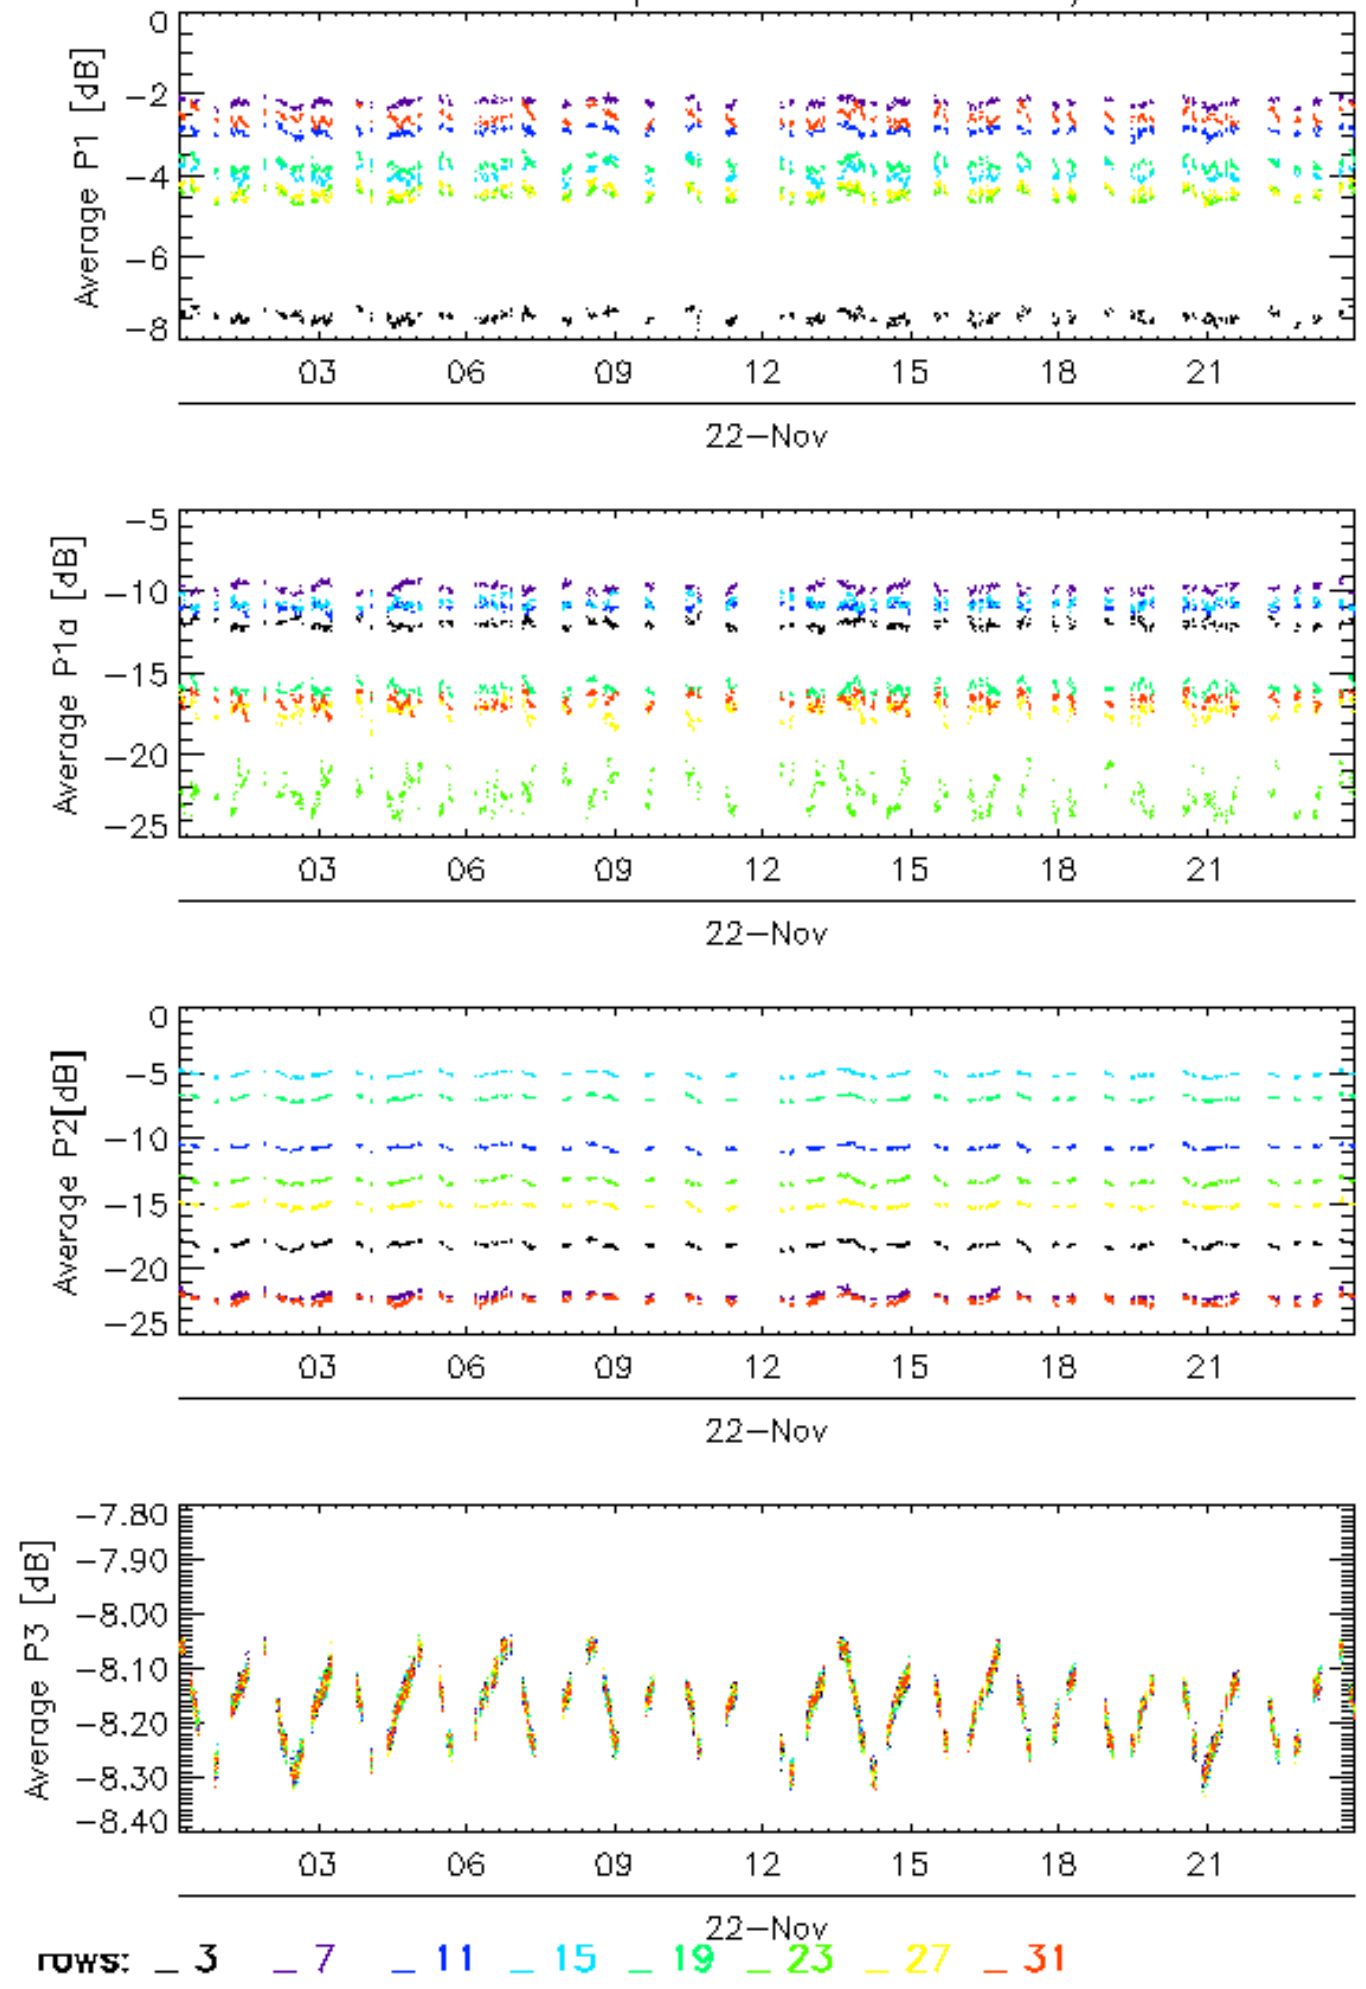 0
−2
−4
−6
−8
Average P1 [dB]
03 06 09 12 15 18 21
22−Nov
−5
−10
−15
−20
−25
Average P1a [dB]
03 06 09 12 15 18 21
22−Nov
0
−5
−10
−15
−20
−25
Average P2[dB]
03 06 09 12 15 18 21
22−Nov
−7.80
−7.90
−8.00
−8.10
−8.20
−8.30
−8.40
Average P3 [dB]
03 06 09 12 15 18 21
22−Nov
rows: _ 3 _ 7 _ 11 _ 15 _ 19 _ 23 _ 27 _ 31